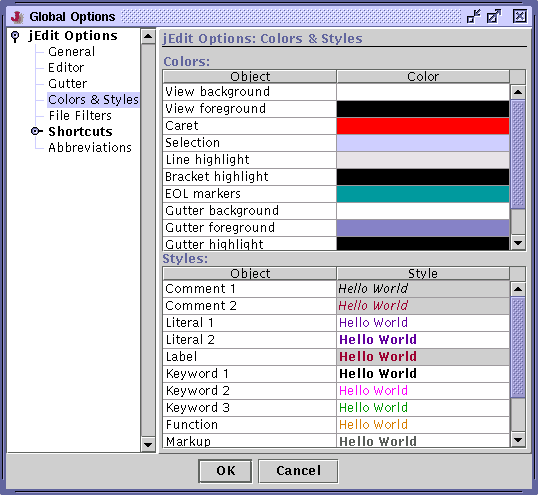 Global Options
jEdit Options
General
Editor
Gutter
Colors & Styles
File Filters
Shortcuts
Abbreviations
jEdit Options: Colors & Styles
Colors:
Object Color
View background
View foreground
Caret
Selection
Line highlight
Bracket highlight
EOL markers
Gutter background
Gutter foreground
Gutter highlight
Styles:
Object Style
Comment 1 Hello World
Comment 2 Hello World
Literal 1 Hello World
Literal 2 Hello World
Label Hello World
Keyword 1 Hello World
Keyword 2 Hello World
Keyword 3 Hello World
Function Hello World
Markup Hello World
OK Cancel